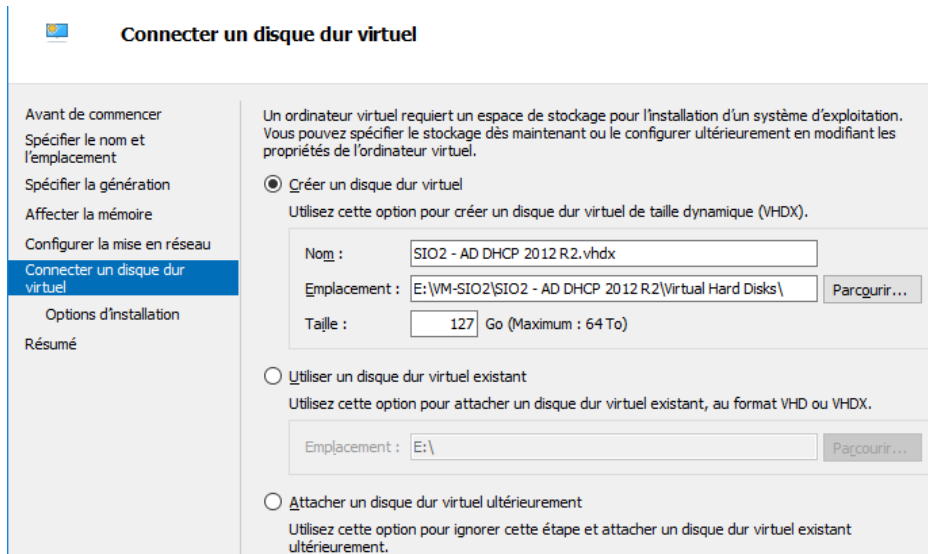 Connecter un disque dur virtuel
Avant de commencer
Spécifier le nom et
l'emplacement
Spécifier la génération
Affecter la mémoire
Configurer la mise en réseau
Connecter un disque dur
virtuel
Options d'installation
Résumé
Un ordinateur virtuel requiert un espace de stockage pour l'installation d'un système d'exploitation.
Vous pouvez spécifier le stockage dès maintenant ou le configurer ultérieurement en modifiant les
propriétés de l'ordinateur virtuel.
Créer un disque dur virtuel
Utilisez cette option pour créer un disque dur virtuel de taille dynamique (VHDX).
Nom : SIO2 - AD DHCP 2012 R2.vhdx
Emplacement : E:\VM-SIO2\SIO2 - AD DHCP 2012 R2\Virtual Hard Disks\ Parcourir...
Taille : 127 Go (Maximum : 64 To)
Utiliser un disque dur virtuel existant
Utilisez cette option pour attacher un disque dur virtuel existant, au format VHD ou VHDX.
Emplacement : E:\ Parcourir...
Attacher un disque dur virtuel ultérieurement
Utilisez cette option pour ignorer cette étape et attacher un disque dur virtuel existant
ultérieurement.